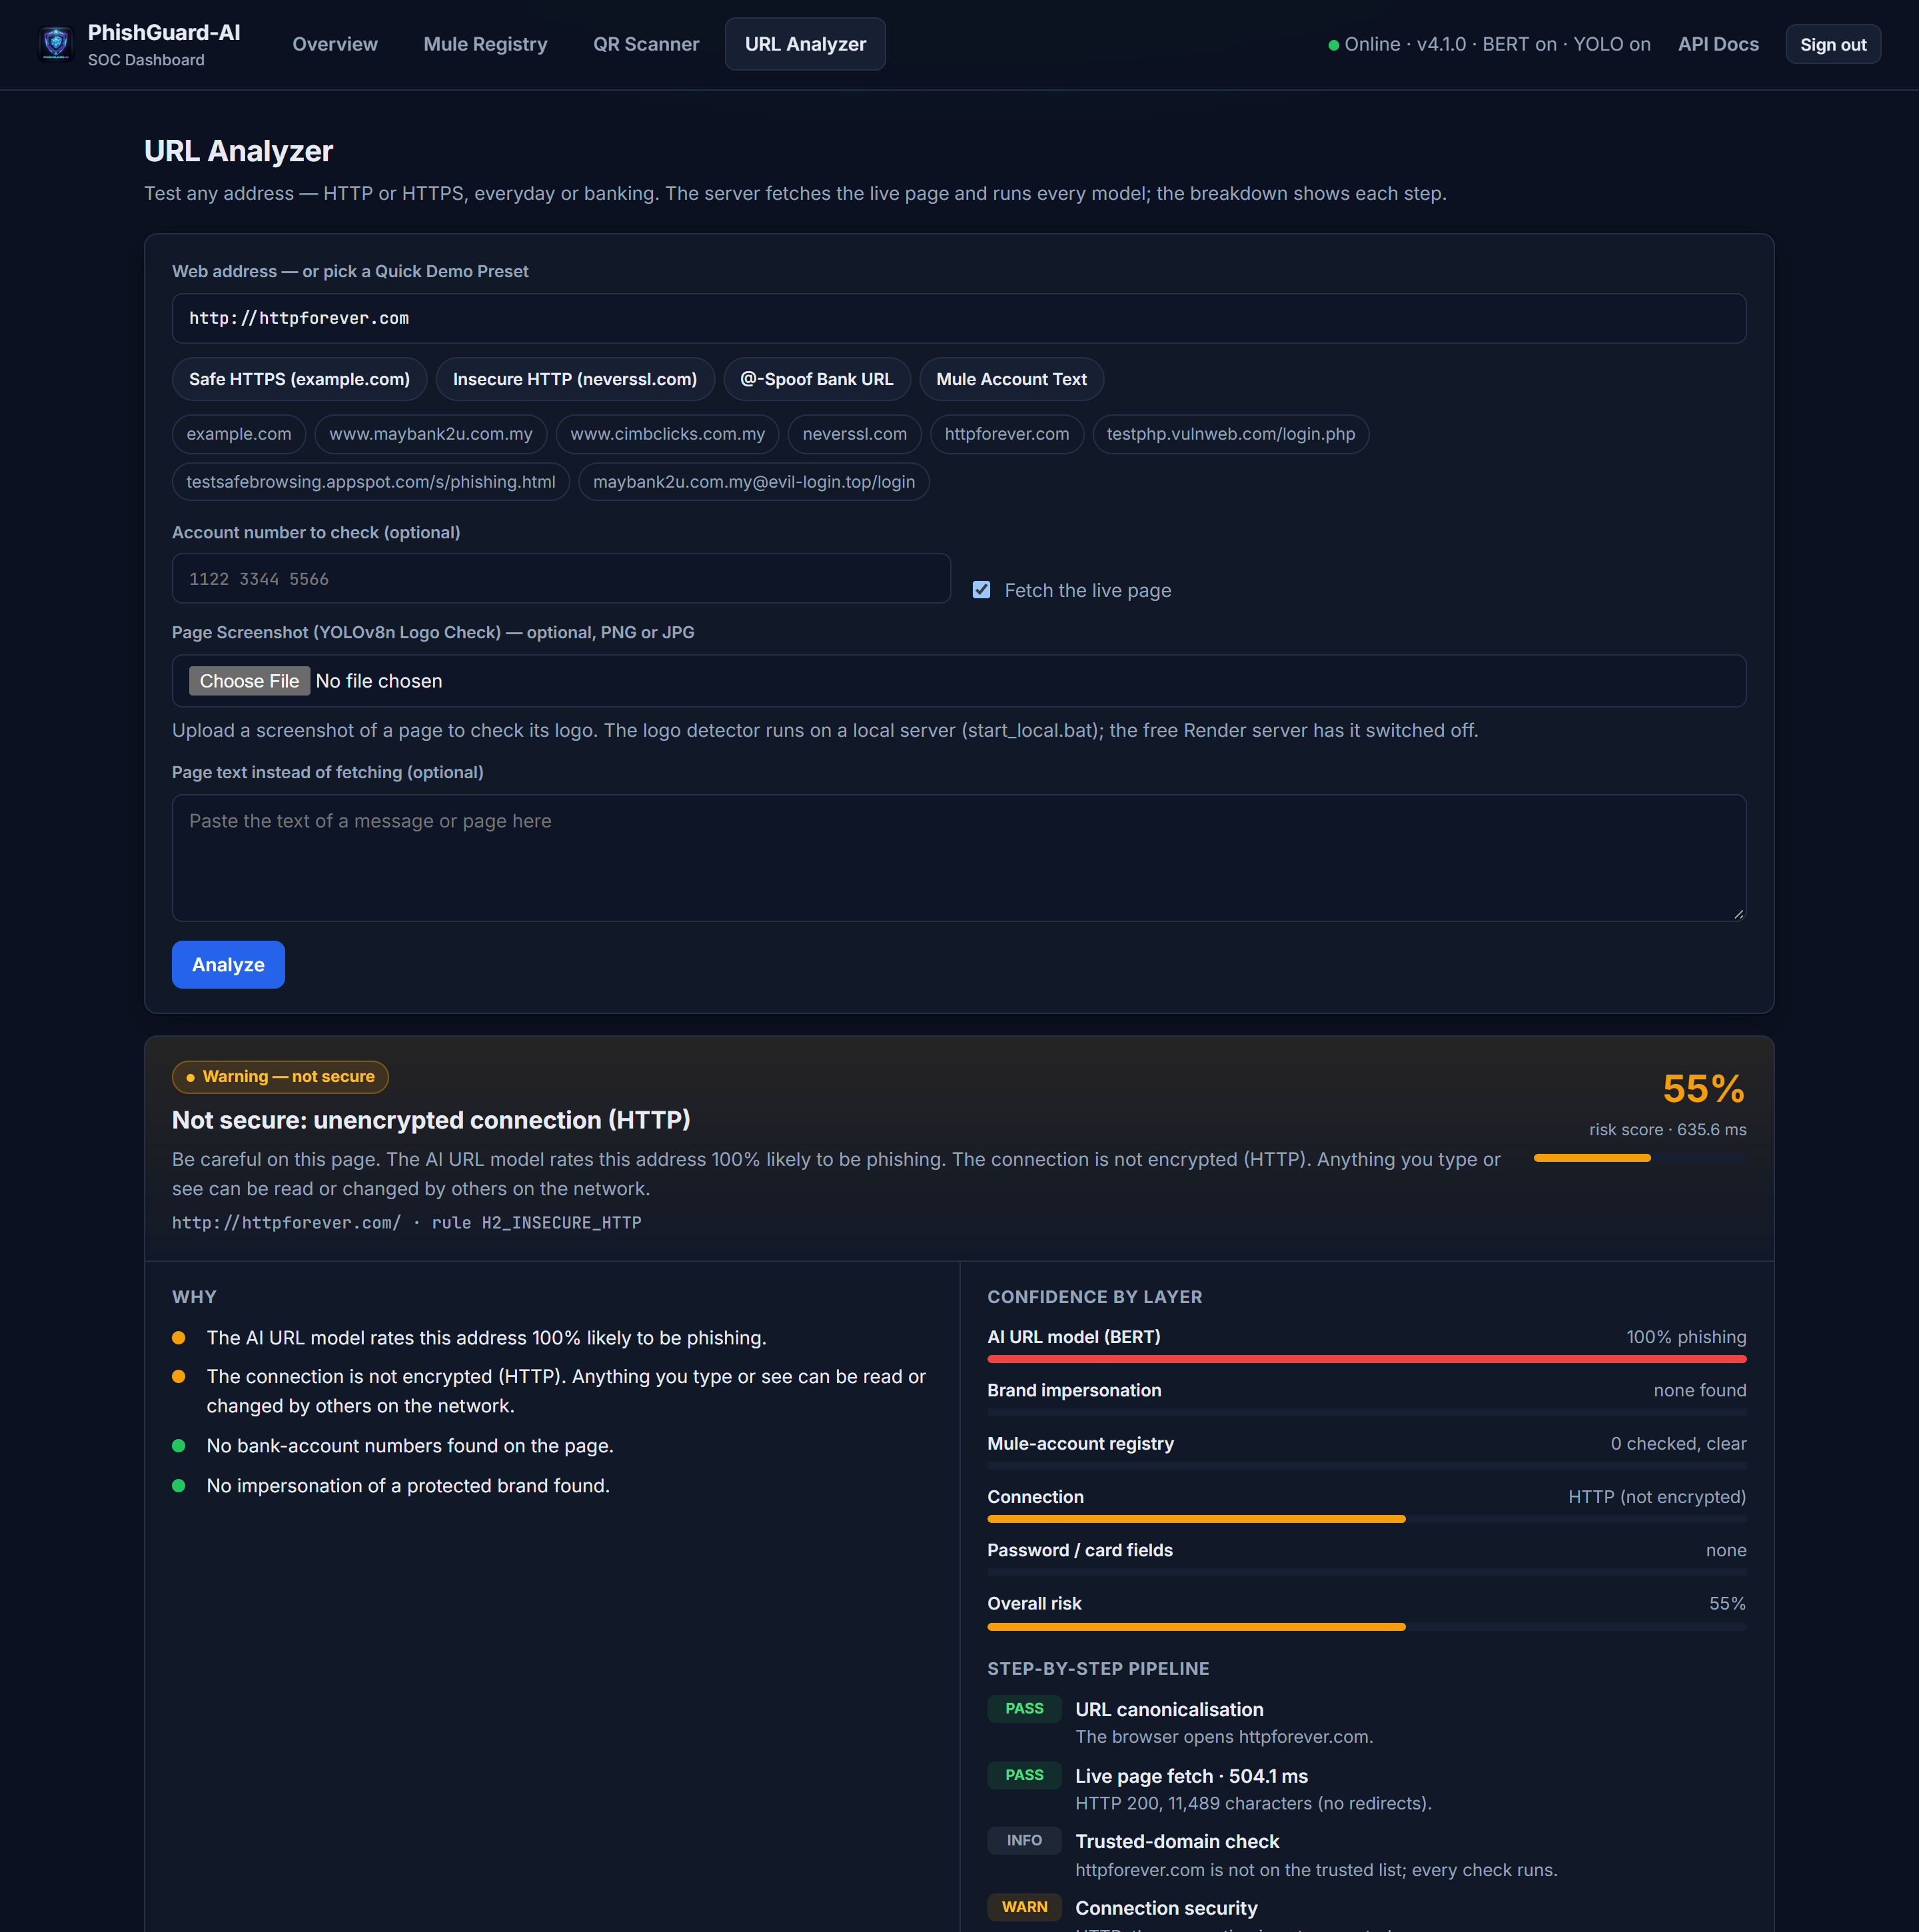 PhishGuard-AI
SOC Dashboard
Overview
Mule Registry
QR Scanner
URL Analyzer
Online · v4.1.0 · BERT on · YOLO on
API Docs
Sign out
URL Analyzer
Test any address — HTTP or HTTPS, everyday or banking. The server fetches the live page and runs every model; the breakdown shows each step.
Web address — or pick a Quick Demo Preset
http://httpforever.com
Safe HTTPS (example.com)
Insecure HTTP (neverssl.com)
@-Spoof Bank URL
Mule Account Text
example.com
www.maybank2u.com.my
www.cimbclicks.com.my
neverssl.com
httpforever.com
testphp.vulnweb.com/login.php
testsafebrowsing.appspot.com/s/phishing.html
maybank2u.com.my@evil-login.top/login
Account number to check (optional)
1122 3344 5566
Fetch the live page
Page Screenshot (YOLOv8n Logo Check) — optional, PNG or JPG
Choose File No file chosen
Upload a screenshot of a page to check its logo. The logo detector runs on a local server (start_local.bat); the free Render server has it switched off.
Page text instead of fetching (optional)
Paste the text of a message or page here
Analyze
Warning — not secure
Not secure: unencrypted connection (HTTP)
Be careful on this page. The AI URL model rates this address 100% likely to be phishing. The connection is not encrypted (HTTP). Anything you type or
see can be read or changed by others on the network.
http://httpforever.com/ · rule H2_INSECURE_HTTP
55%
risk score · 635.6 ms
WHY
The AI URL model rates this address 100% likely to be phishing.
The connection is not encrypted (HTTP). Anything you type or see can be read or
changed by others on the network.
No bank-account numbers found on the page.
No impersonation of a protected brand found.
CONFIDENCE BY LAYER
AI URL model (BERT)
100% phishing
Brand impersonation
none found
Mule-account registry
0 checked, clear
Connection
HTTP (not encrypted)
Password / card fields
none
Overall risk
55%
STEP-BY-STEP PIPELINE
PASS
URL canonicalisation
The browser opens httpforever.com.
PASS
Live page fetch · 504.1 ms
HTTP 200, 11,489 characters (no redirects).
INFO
Trusted-domain check
httpforever.com is not on the trusted list; every check runs.
WARN
Connection security